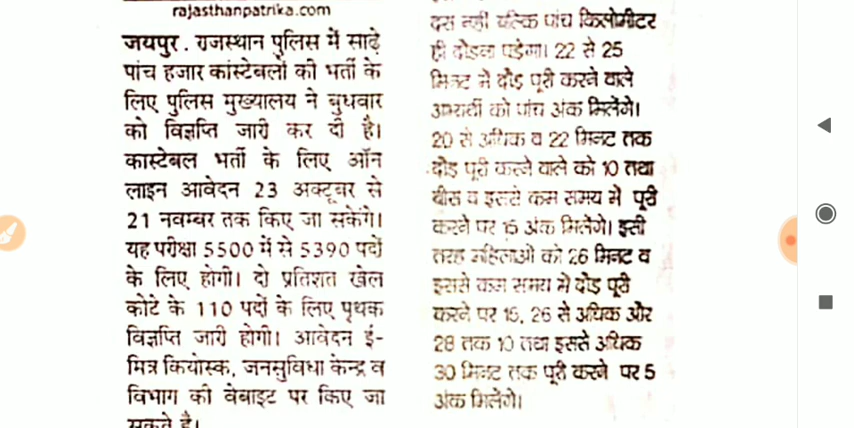 rajasthanpatrika.com
जयपुर. राजस्थान पुलिस में साढ़े
पांच हजार कांस्टेबलों की भर्ती के
लिए पुलिस मुख्यालय ने बुधवार
को विज्ञप्ति जारी कर दी है।
कास्टेबल भर्ती के लिए ऑन
लाइन आवेदन 23 अक्टूबर से
21 नवम्बर तक किए जा सकेंगे।
यह परीक्षा 5500 में से 5390 पदों
के लिए होगी। दो प्रतिशत खेल
कोटे के 110 पदों के लिए पृथक
विज्ञप्ति जारी होगी। आवेदन ई-
मित्र कियोस्क, जनसुविधा केन्द्र व
विभाग की वेबाइट पर किए जा
सकते है।
दस नहीं बल्कि पांच किलोमीटर
ही दौड़ना पड़ेगा। 22 से 25
मिनट में दौड़ पूरी करने वाले
अभ्यर्थी को पांच अंक मिलेंगे।
20 से अधिक व 22 मिनट तक
दौड़ पूरी करने वाले को 10 तथा
बीस व इससे कम समय में पूरी
करने पर 15 अंक मिलेंगे। इसी
तरह महिलाओं को 26 मिनट व
इससे कम समय में दौड़ पूरी
करने पर 15, 26 से अधिक और
28 तक 10 तथा इससे अधिक
30 मिनट तक पूरी करने पर 5
अंक मिलेंगे।